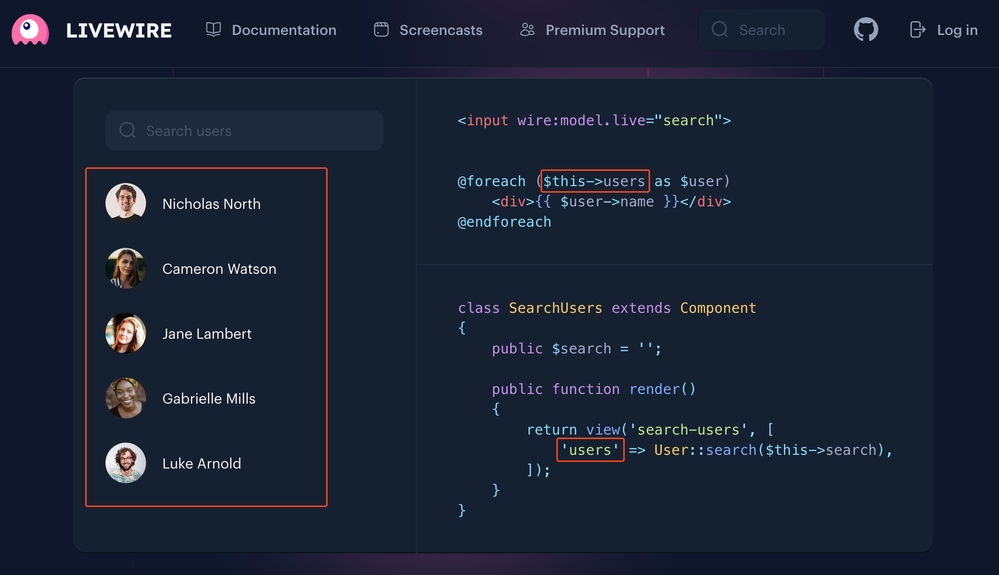 LIVEWIRE Documentation Screencasts Premium Support Search Log in
Search users
Nicholas North
Cameron Watson
Jane Lambert
Gabrielle Mills
Luke Arnold
<input wire:model.live="search">
@foreach ($this->users as $user)
    <div>{{ $user->name }}</div>
@endforeach
class SearchUsers extends Component
{
    public $search = '';
    public function render()
    {
        return view('search-users', [
            'users' => User::search($this->search),
        ]);
    }
}